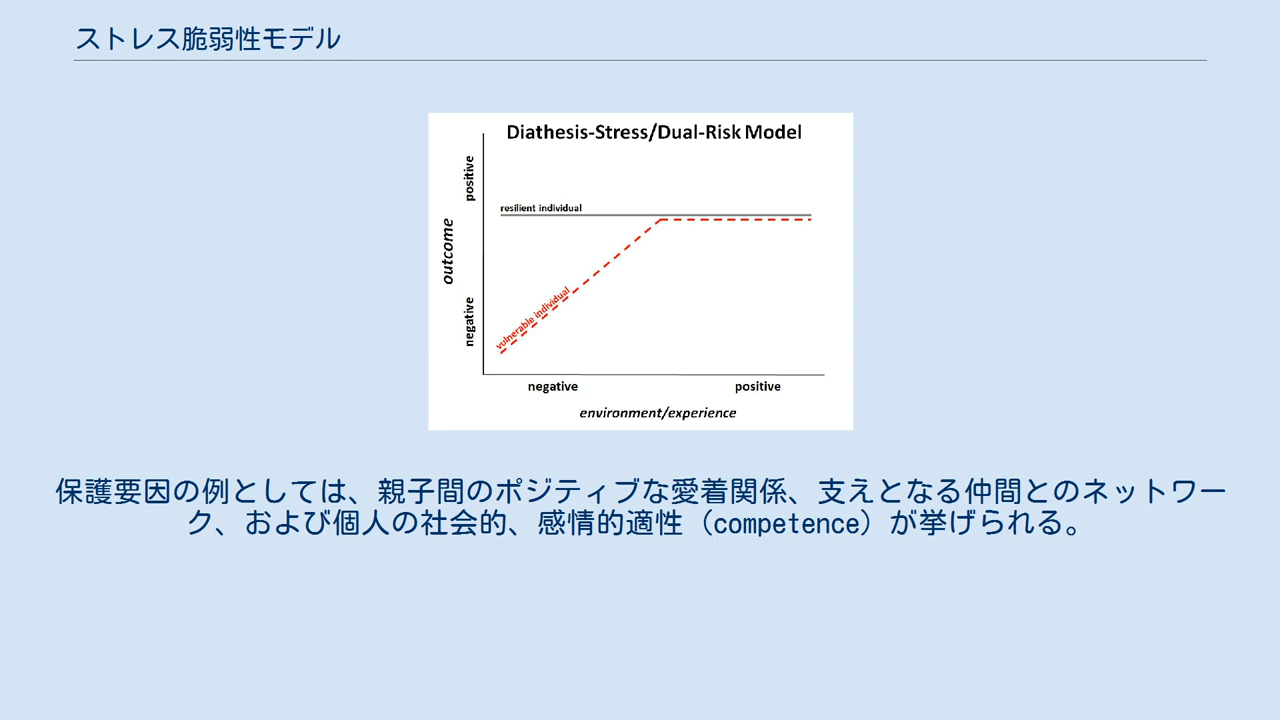 ストレス脆弱性モデル
Diathesis-Stress/Dual-Risk Model
positive
resilient individual
outcome
vulnerable individual
negative
negative
positive
environment/experience
保護要因の例としては、親子間のポジティブな愛着関係、支えとなる仲間とのネットワー
ク、および個人の社会的、感情的適性（competence）が挙げられる。